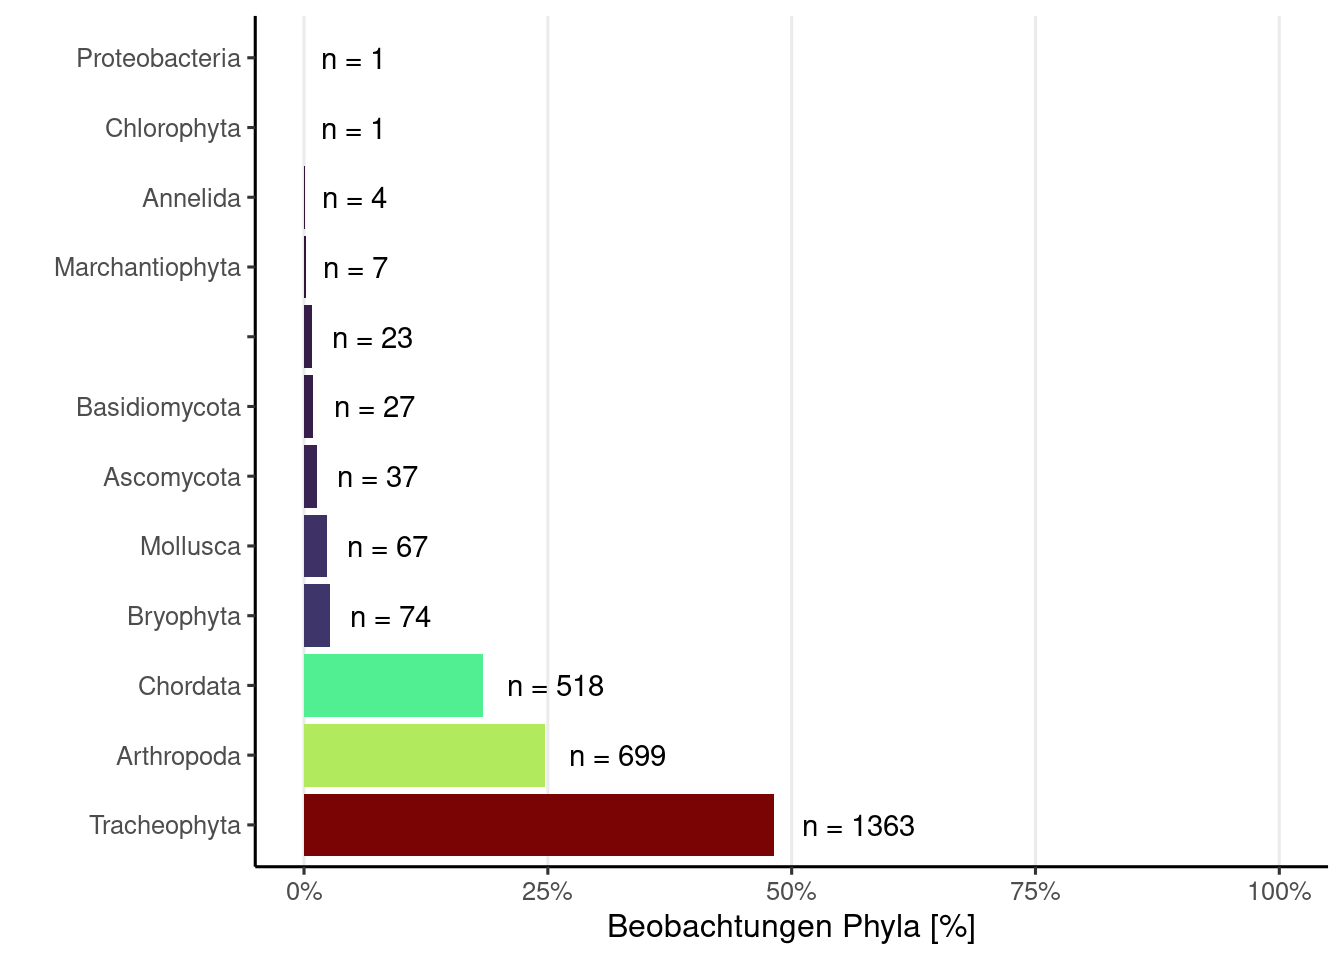 Proteobacteria n = 1
Chlorophyta n = 1
Annelida n = 4
Marchantiophyta n = 7
n = 23
Basidiomycota n = 27
Ascomycota n = 37
Mollusca n = 67
Bryophyta n = 74
Chordata n = 518
Arthropoda n = 699
Tracheophyta n = 1363
0% 25% 50% 75% 100%
Beobachtungen Phyla [%]